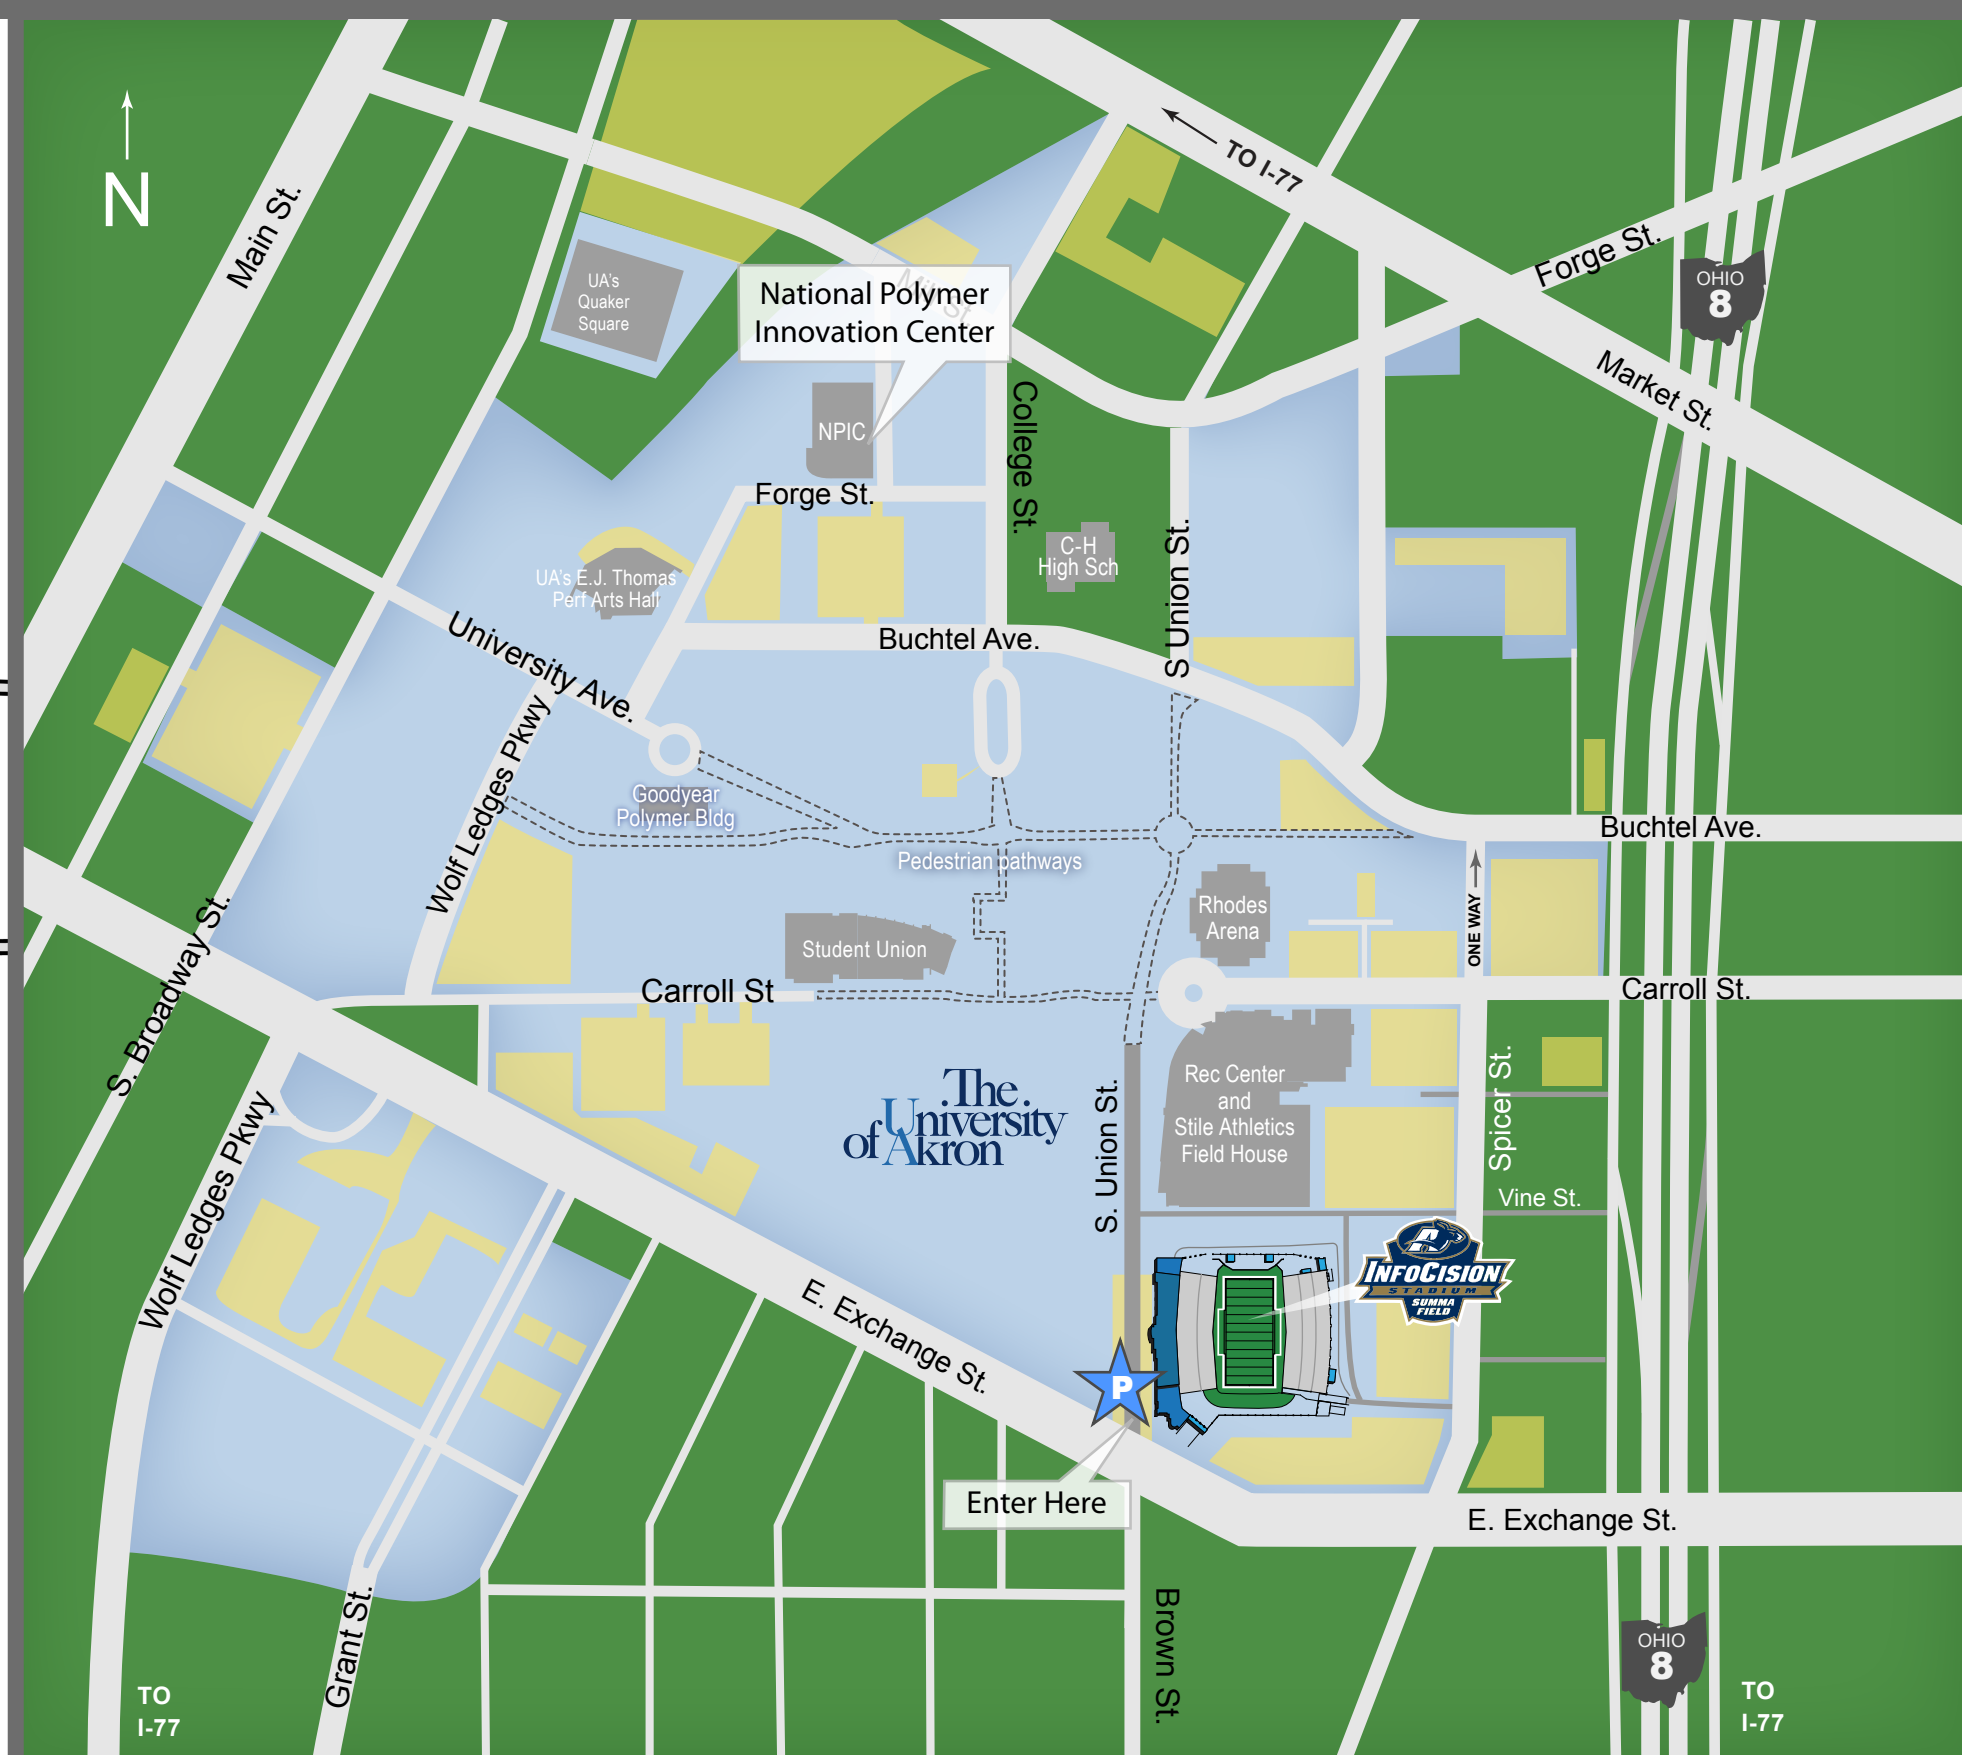 N
Main St.
TO I-77
Forge St.
OHIO
8
UA's
Quaker
Square
Mill St
National Polymer
Innovation Center
Market St.
College St.
NPIC
Forge St.
C-H
High Sch
S Union St.
UA's E.J. Thomas
Perf Arts Hall
University Ave.
Buchtel Ave.
Wolf Ledges Pkwy
Goodyear
Polymer Bldg
Pedestrian pathways
Buchtel Ave.
S. Broadway St.
Rhodes
Arena
ONE WAY
Student Union
Carroll St
Carroll St.
The
University
of Akron
S. Union St.
Rec Center
and
Stile Athletics
Field House
Spicer St.
Vine St.
Wolf Ledges Pkwy
INFOCISION
STADIUM
SUMMA
FIELD
E. Exchange St.
P
Enter Here
E. Exchange St.
Grant St.
Brown St.
OHIO
8
TO
I-77
TO
I-77